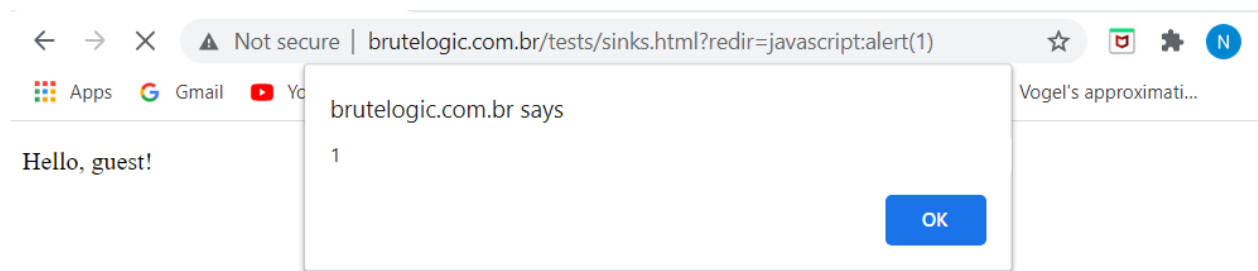 Not secure | brutelogic.com.br/tests/sinks.html?redir=javascript:alert(1) N
Apps G Gmail Yo Vogel's approximati...
brutelogic.com.br says
Hello, guest!
1
OK